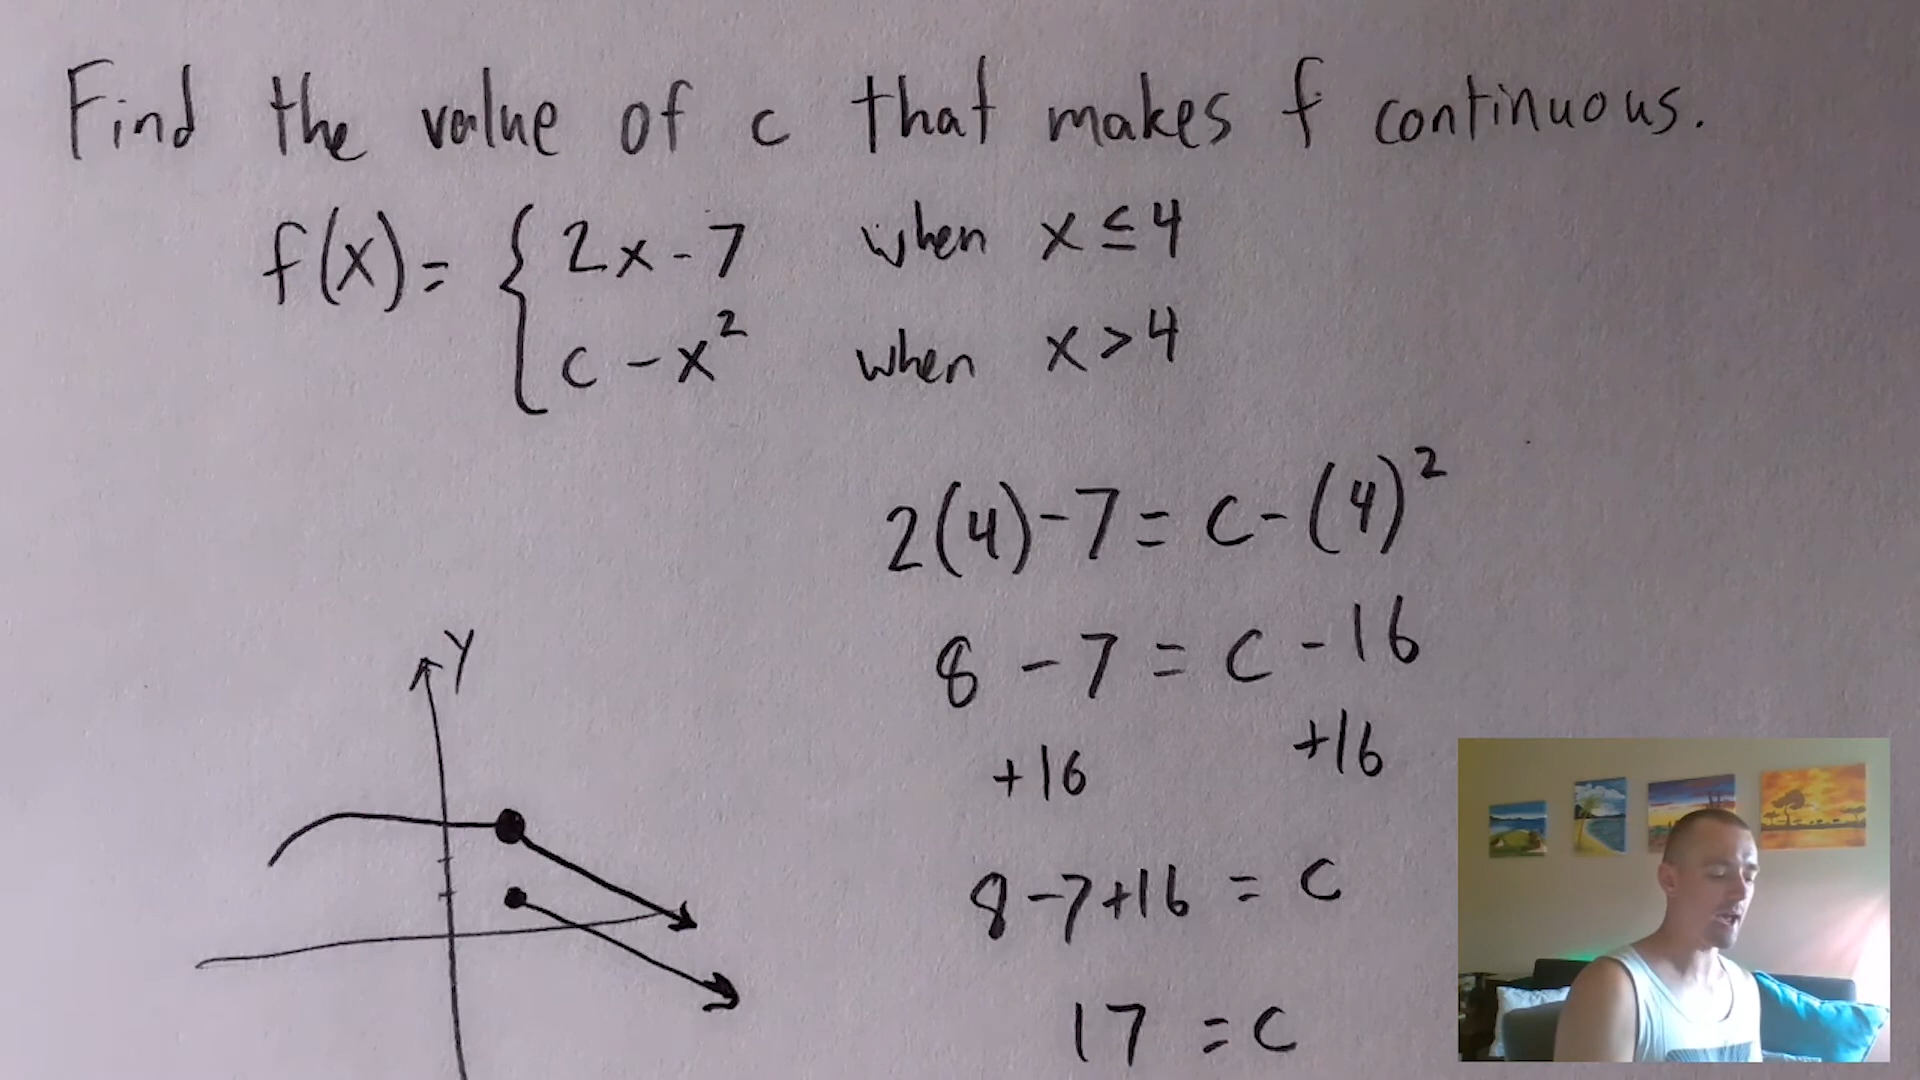 Find the value of c that makes f continuous.
f(x) = { 2x - 7 when x ≤ 4
c - x² when x > 4
2(4) - 7 = c - (4)²
8 - 7 = c - 16
+16 +16
8 - 7 + 16 = c
17 = c
y